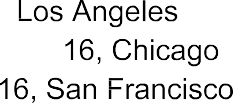 Los Angeles
16, Chicago
16, San Francisco